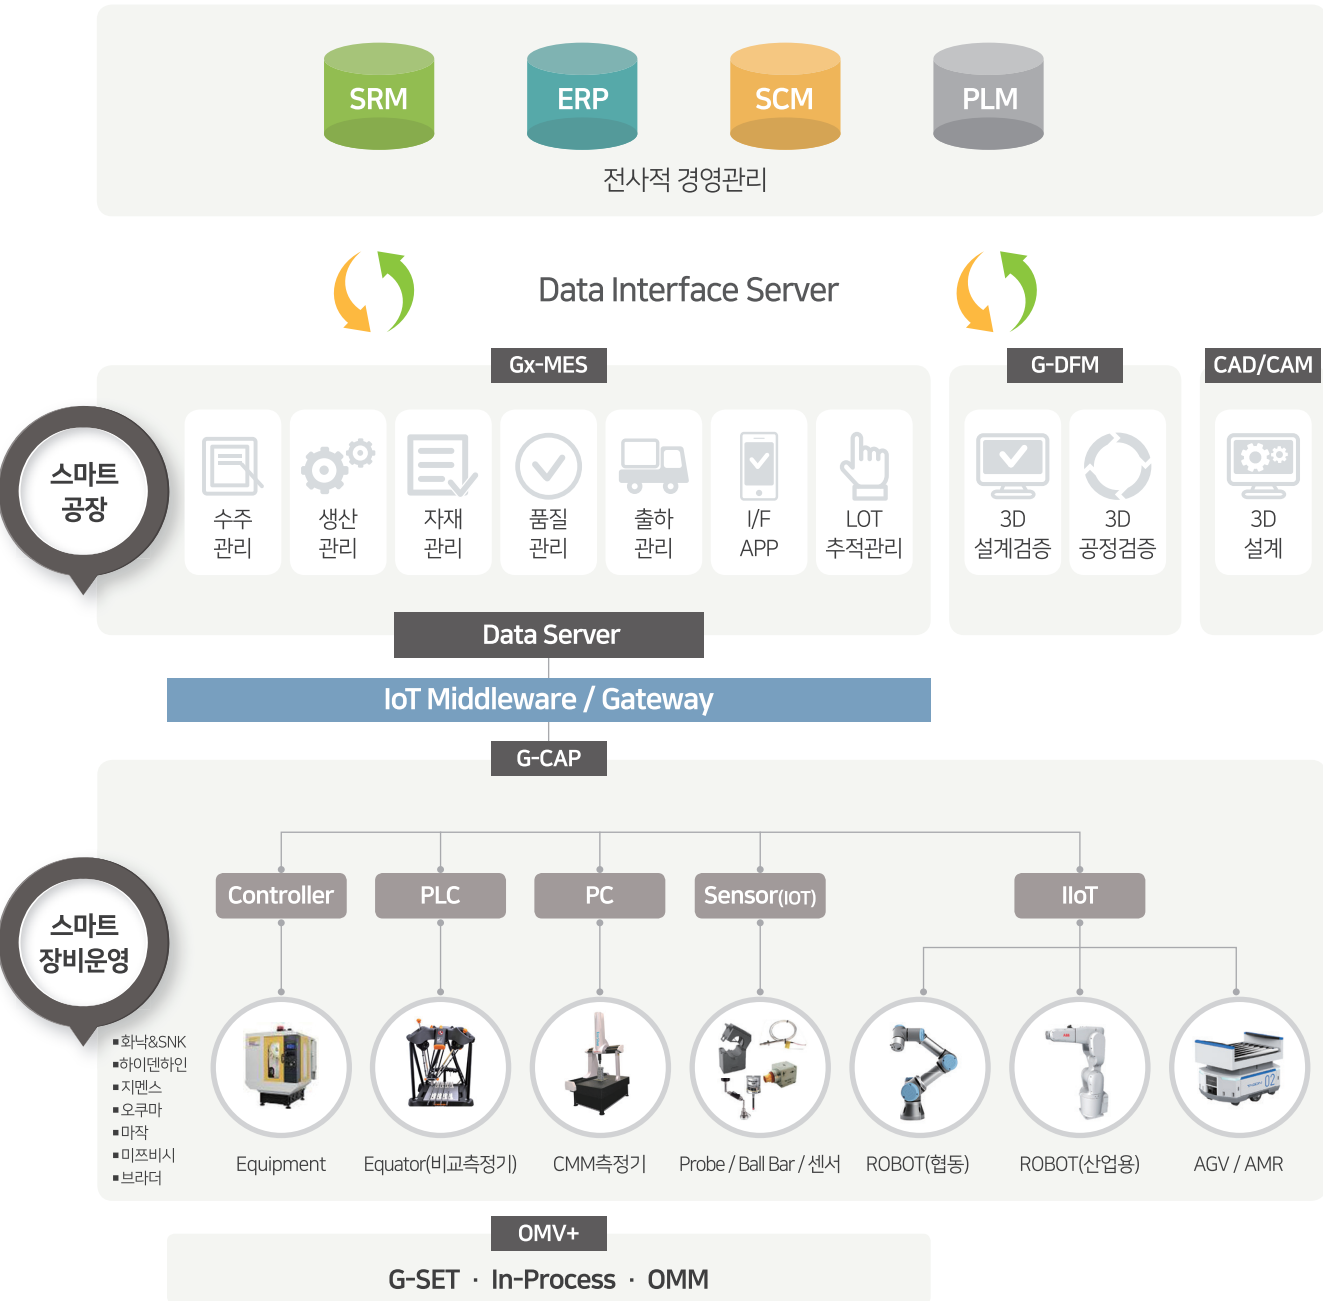 SRM
ERP
SCM
PLM
전사적 경영관리
Data Interface Server
Gx-MES
G-DFM
CAD/CAM
스마트
공장
수주
관리
생산
관리
자재
관리
품질
관리
출하
관리
I/F
APP
LOT
추적관리
3D
설계검증
3D
공정검증
3D
설계
Data Server
IoT Middleware / Gateway
G-CAP
스마트
장비운영
Controller
PLC
PC
Sensor(IOT)
IIoT
▪화낙&SNK
▪하이덴하인
▪지멘스
▪오쿠마
▪마작
▪미쯔비시
▪브라더
Equipment
Equator(비교측정기)
CMM측정기
Probe / Ball Bar / 센서
ROBOT(협동)
ROBOT(산업용)
02
AGV / AMR
OMV+
G-SET · In-Process · OMM